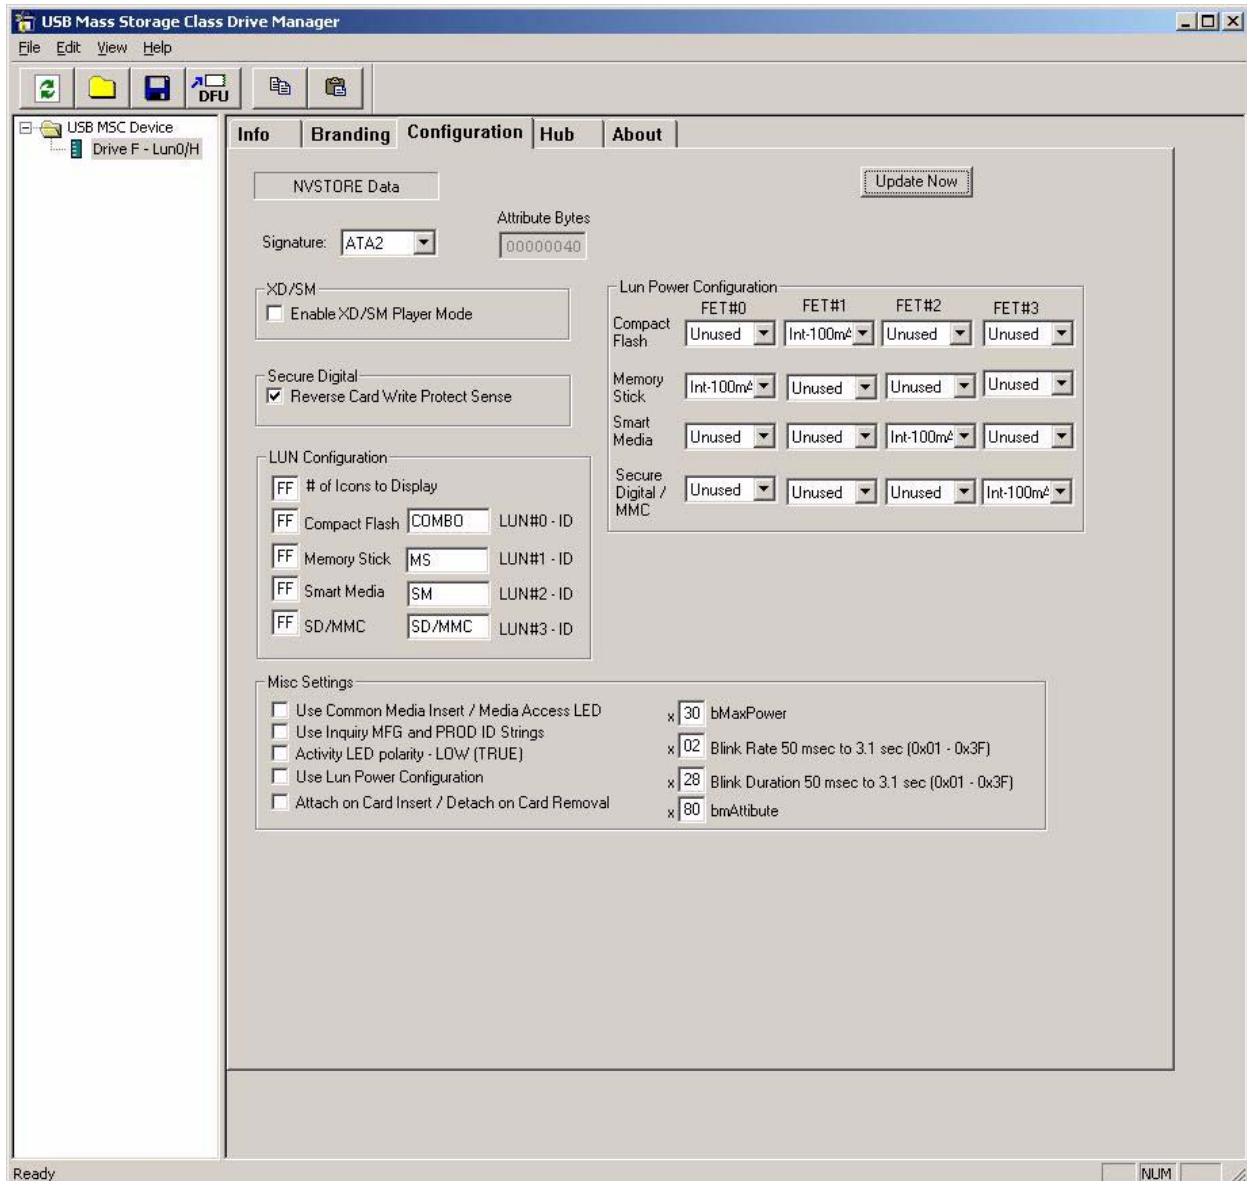 USB Mass Storage Class Drive Manager
File Edit View Help
DFU
USB MSC Device
Drive F - Lun0/H
Info Branding Configuration Hub About
NVSTORE Data
Update Now
Signature: ATA2
Attribute Bytes
00000040
XD/SM
Enable XD/SM Player Mode
Secure Digital
Reverse Card Write Protect Sense
LUN Configuration
FF # of Icons to Display
FF Compact Flash COMBO LUN#0 - ID
FF Memory Stick MS LUN#1 - ID
FF Smart Media SM LUN#2 - ID
FF SD/MMC SD/MMC LUN#3 - ID
Lun Power Configuration
FET#0 FET#1 FET#2 FET#3
Compact Flash Unused Int-100mA Unused Unused
Memory Stick Int-100mA Unused Unused Unused
Smart Media Unused Unused Int-100mA Unused
Secure Digital / MMC Unused Unused Unused Int-100mA
Misc Settings
Use Common Media Insert / Media Access LED
Use Inquiry MFG and PROD ID Strings
Activity LED polarity - LOW (TRUE)
Use Lun Power Configuration
Attach on Card Insert / Detach on Card Removal
x 30 bMaxPower
x 02 Blink Rate 50 msec to 3.1 sec (0x01 - 0x3F)
x 28 Blink Duration 50 msec to 3.1 sec (0x01 - 0x3F)
x 80 bmAttibute
Ready
NUM